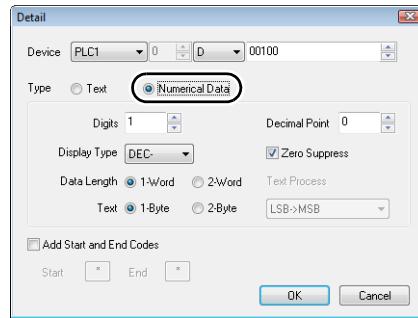 Detail
Device PLC1 0 D 00100
Type Text Numerical Data
Digits 1 Decimal Point 0
Display Type DEC- Zero Suppress
Data Length 1-Word 2-Word Text Process
Text 1-Byte 2-Byte LSB->MSB
Add Start and End Codes
Start * End *
OK Cancel